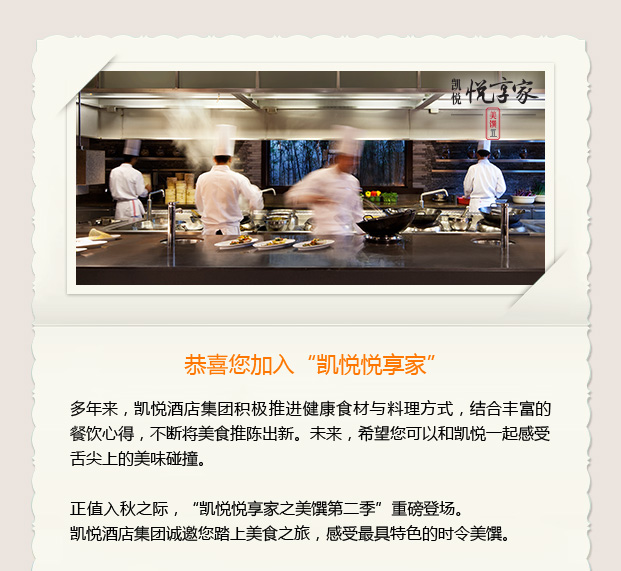 凯悦 悦享家
美馔Ⅱ
恭喜您加入“凯悦悦享家”
多年来，凯悦酒店集团积极推进健康食材与料理方式，结合丰富的
餐饮心得，不断将美食推陈出新。未来，希望您可以和凯悦一起感受
舌尖上的美味碰撞。
正值入秋之际，“凯悦悦享家之美馔第二季”重磅登场。
凯悦酒店集团诚邀您踏上美食之旅，感受最具特色的时令美馔。